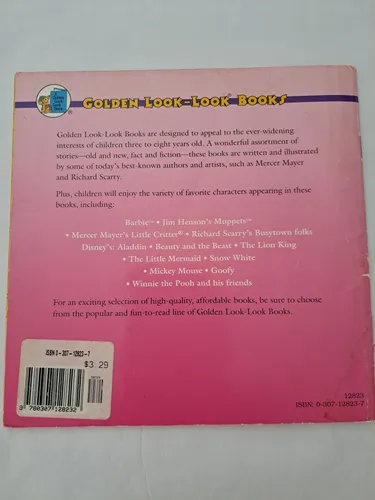 GOLDEN LOOK-LOOK® BOOKS
Golden Look-Look Books are designed to appeal to the ever-widening
interests of children three to eight years old. A wonderful assortment of
stories—old and new, fact and fiction—these books are written and illustrated
by some of today's best-known authors and artists, such as Mercer Mayer
and Richard Scarry.
Plus, children will enjoy the variety of favorite characters appearing in these
books, including:
Barbie™ • Jim Henson's Muppets™
• Mercer Mayer's Little Critter® • Richard Scarry's Busytown folks
Disney's: Aladdin • Beauty and the Beast • The Lion King
• The Little Mermaid • Snow White
• Mickey Mouse • Goofy
• Winnie the Pooh and his friends
For an exciting selection of high-quality, affordable books, be sure to choose
from the popular and fun-to-read line of Golden Look-Look Books.
ISBN 0-307-12823-7
$3.29
3 700307 128232
12823
ISBN: 0-307-12823-7